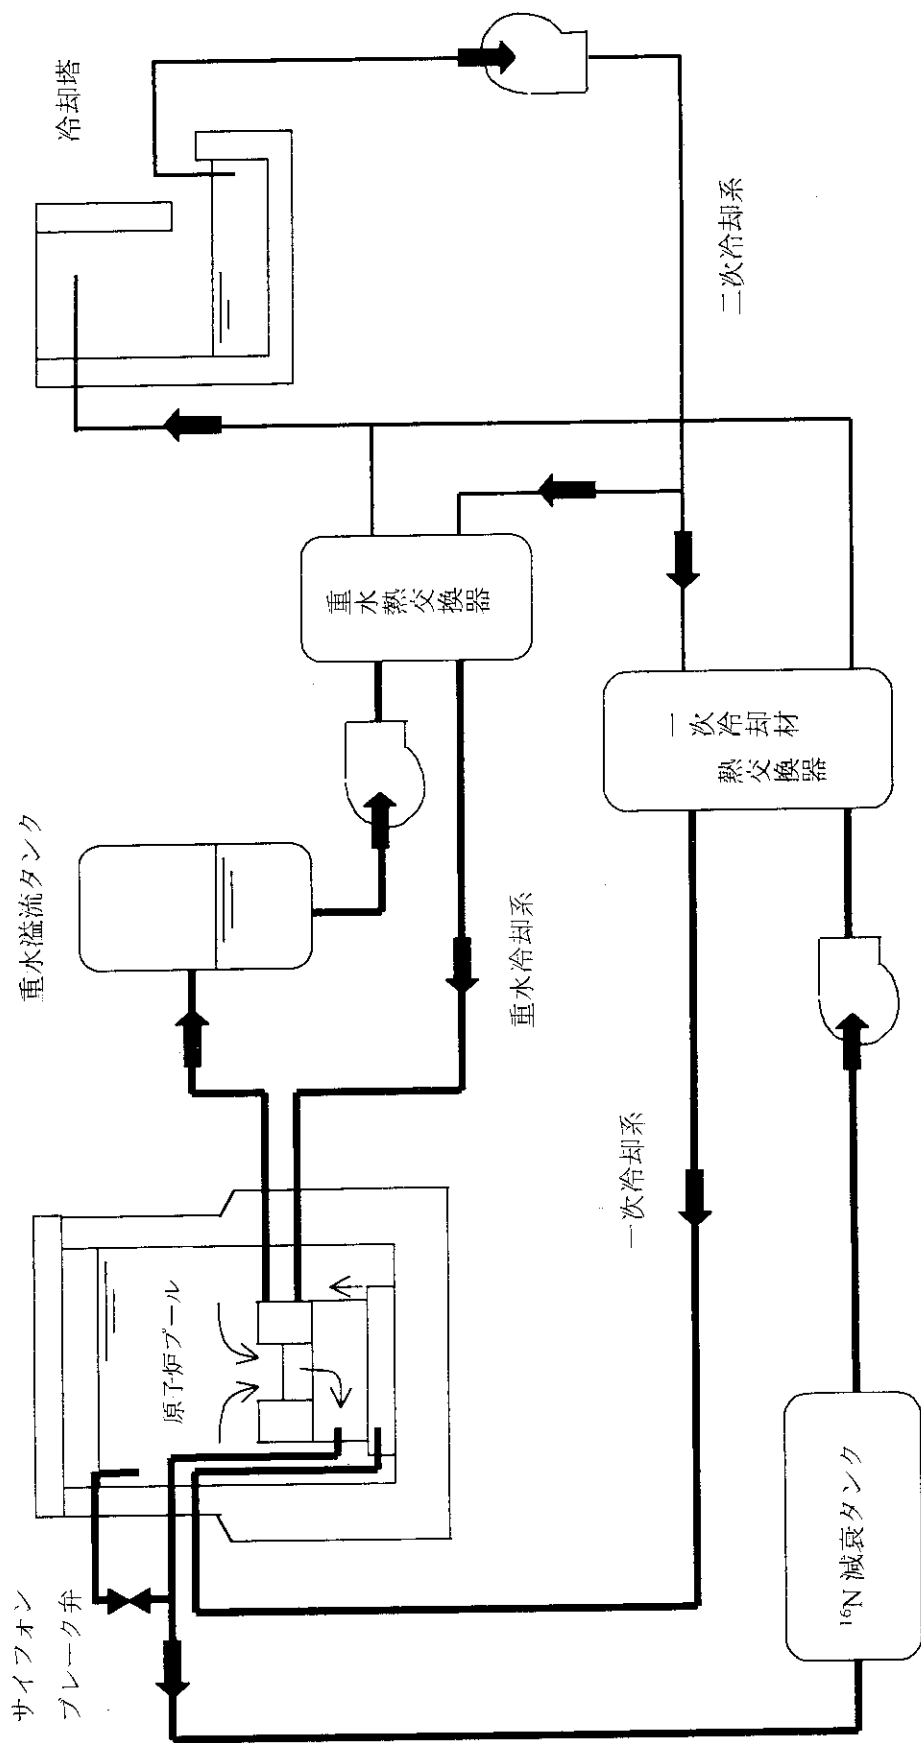 サイフォン
ブレーク弁
原子炉プール
重水溢流タンク
冷却塔
重水
熱交
換器
重水冷却系
二次冷却系
一次冷却材
熱交換器
一次冷却系
¹⁶N 減衰タンク